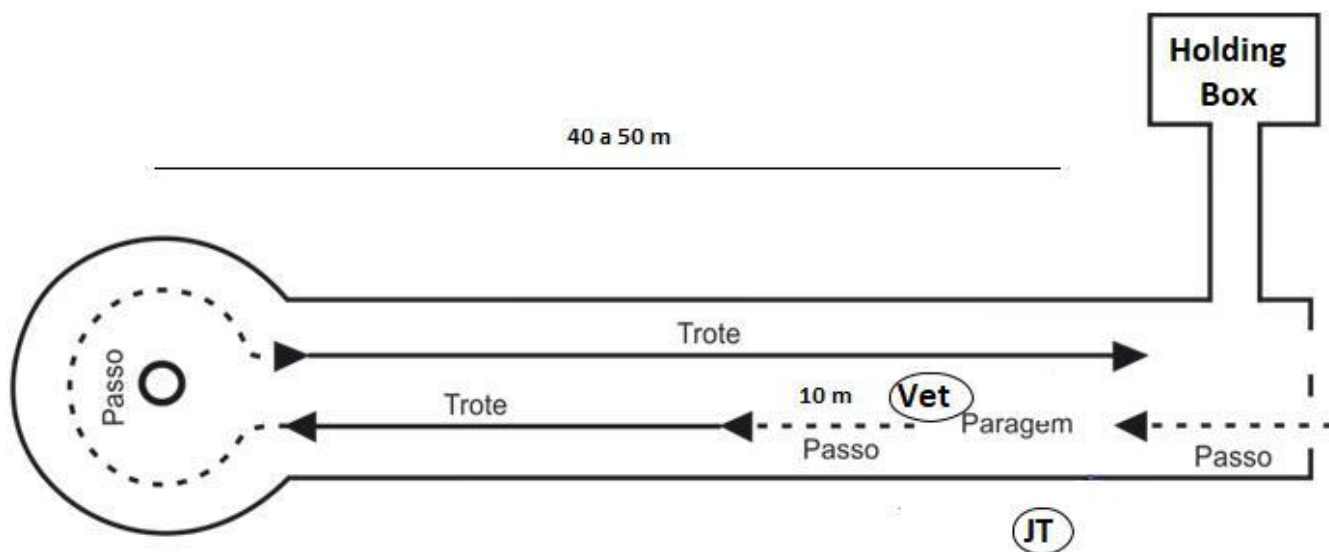 Holding
Box
40 a 50 m
Trote
Passo
10 m
Vet
Trote
Paragem
Passo
Passo
JT